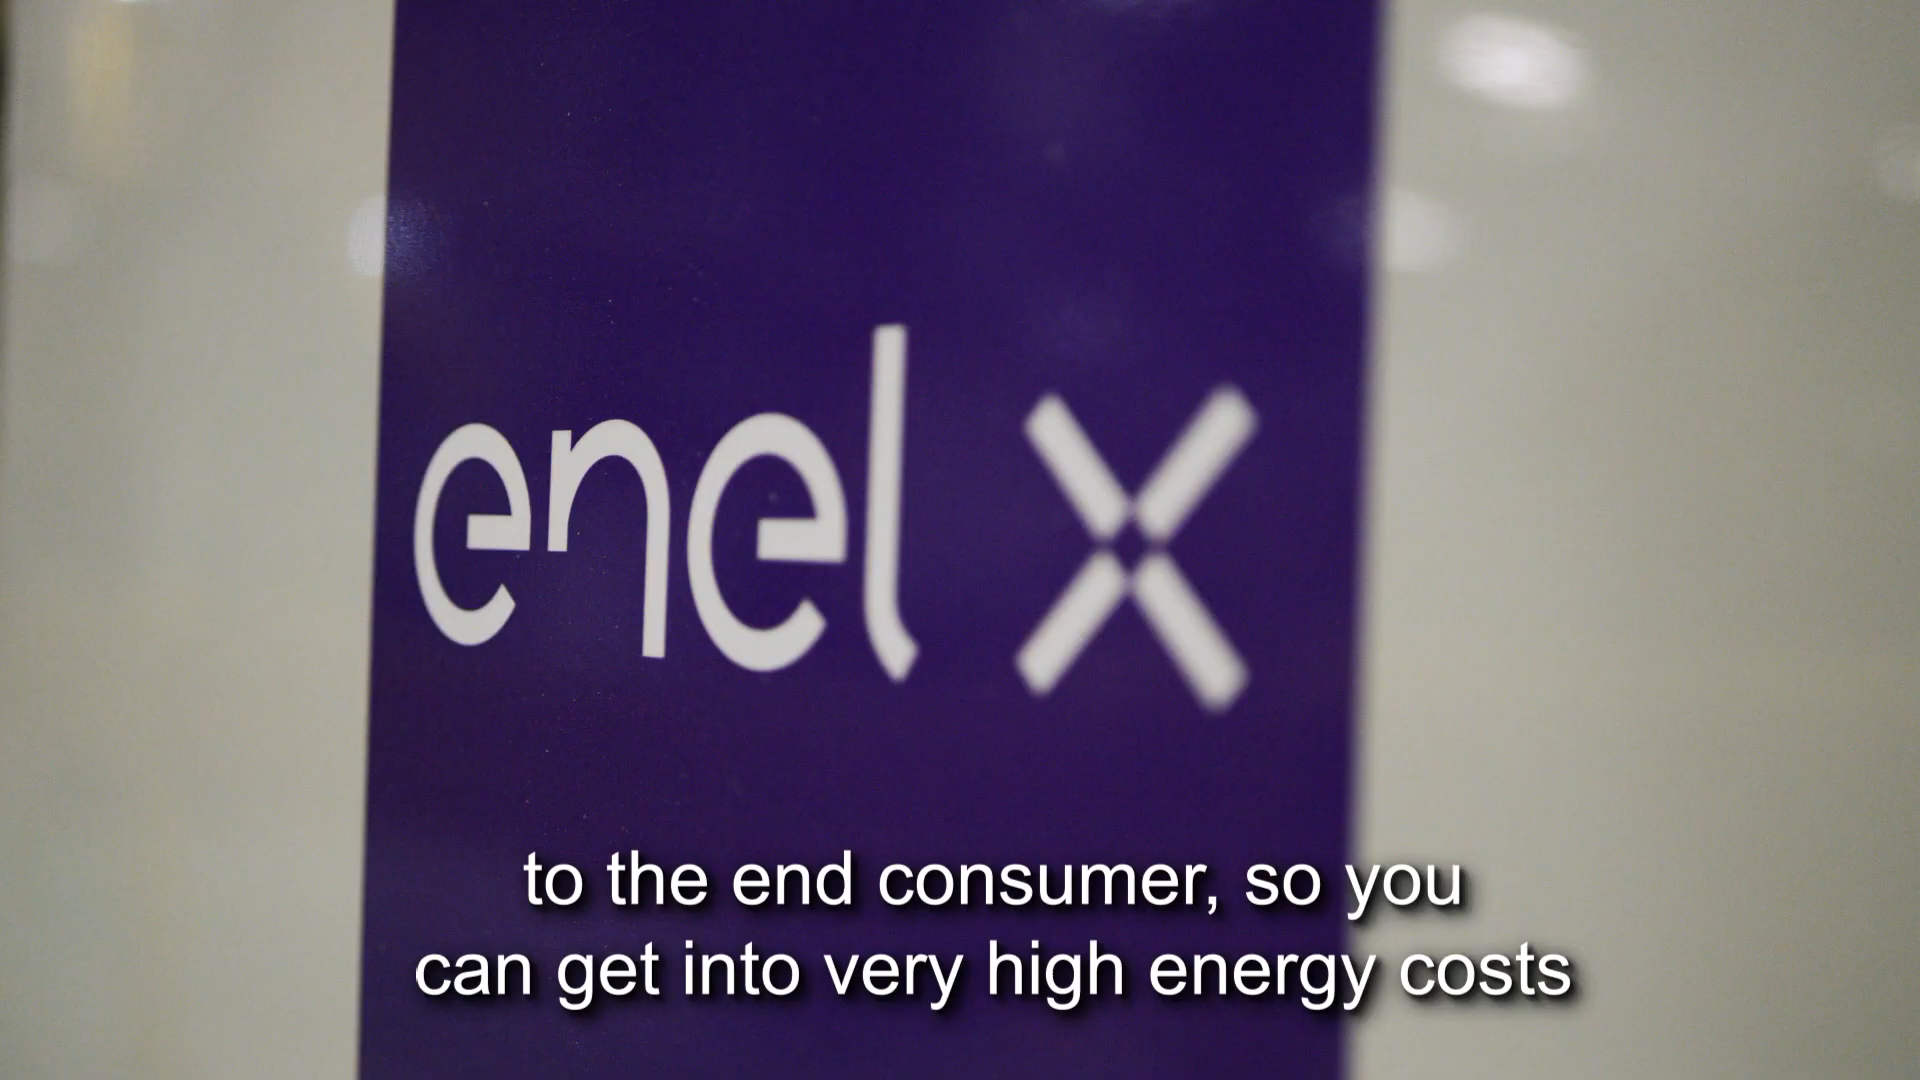 enel x
to the end consumer, so you
can get into very high energy costs